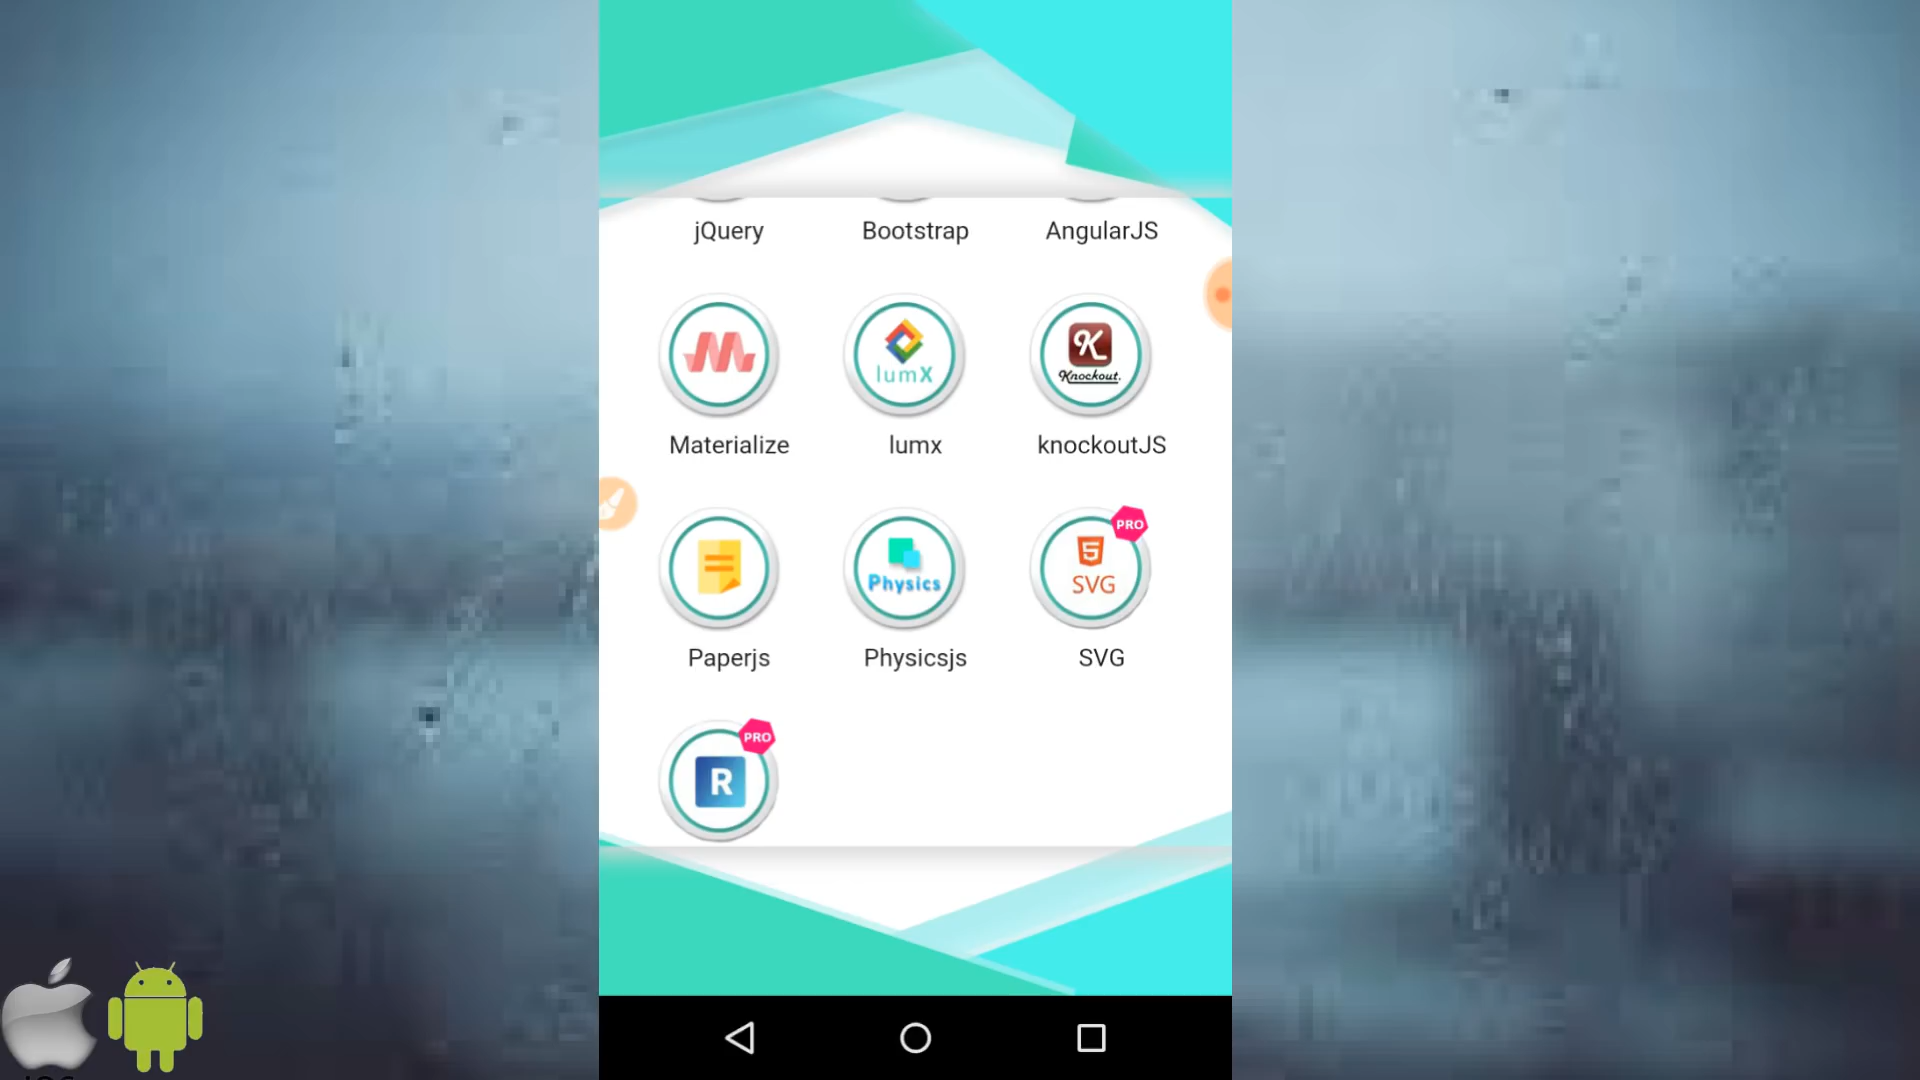 jQuery Bootstrap AngularJS
lumX
K
Knockout.
Materialize lumx knockoutJS
PRO
5
Physics SVG
Paperjs Physicsjs SVG
PRO
R